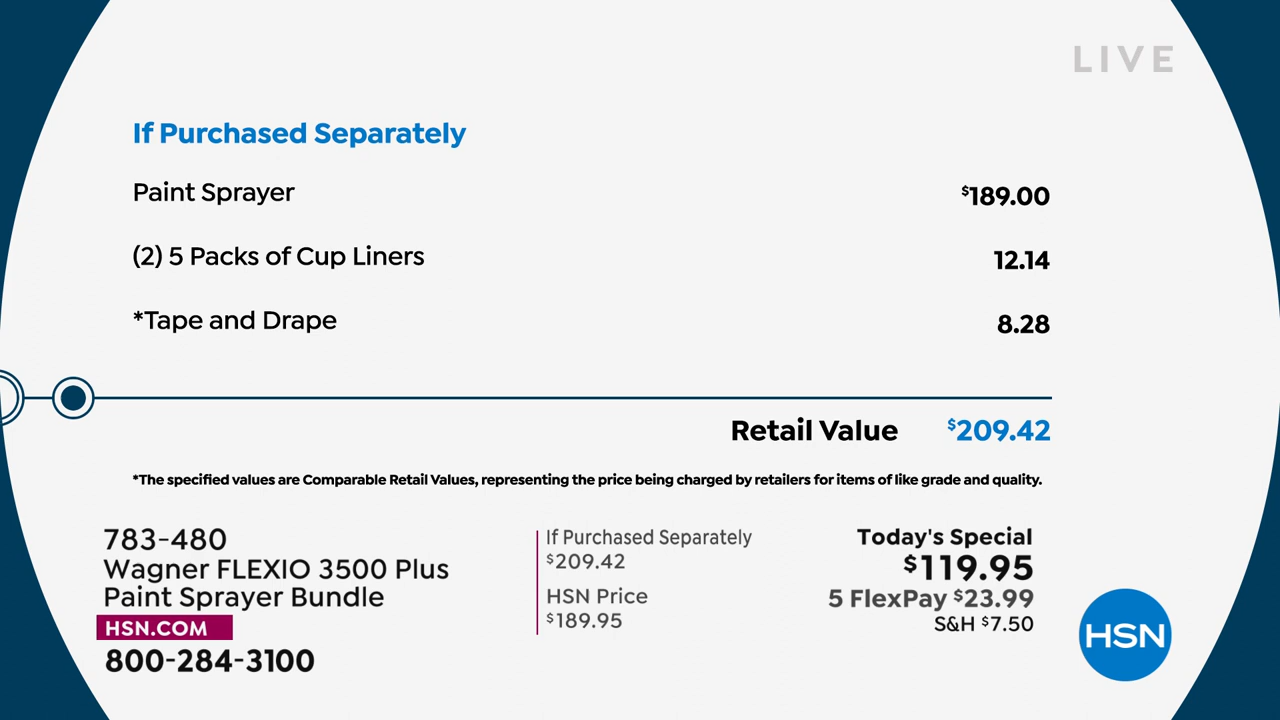 LIVE
If Purchased Separately
Paint Sprayer $189.00
(2) 5 Packs of Cup Liners 12.14
*Tape and Drape 8.28
Retail Value $209.42
*The specified values are Comparable Retail Values, representing the price being charged by retailers for items of like grade and quality.
783-480
Wagner FLEXIO 3500 Plus
Paint Sprayer Bundle
HSN.COM
800-284-3100
If Purchased Separately
$209.42
HSN Price
$189.95
Today's Special
$119.95
5 FlexPay $23.99
S&H $7.50
HSN